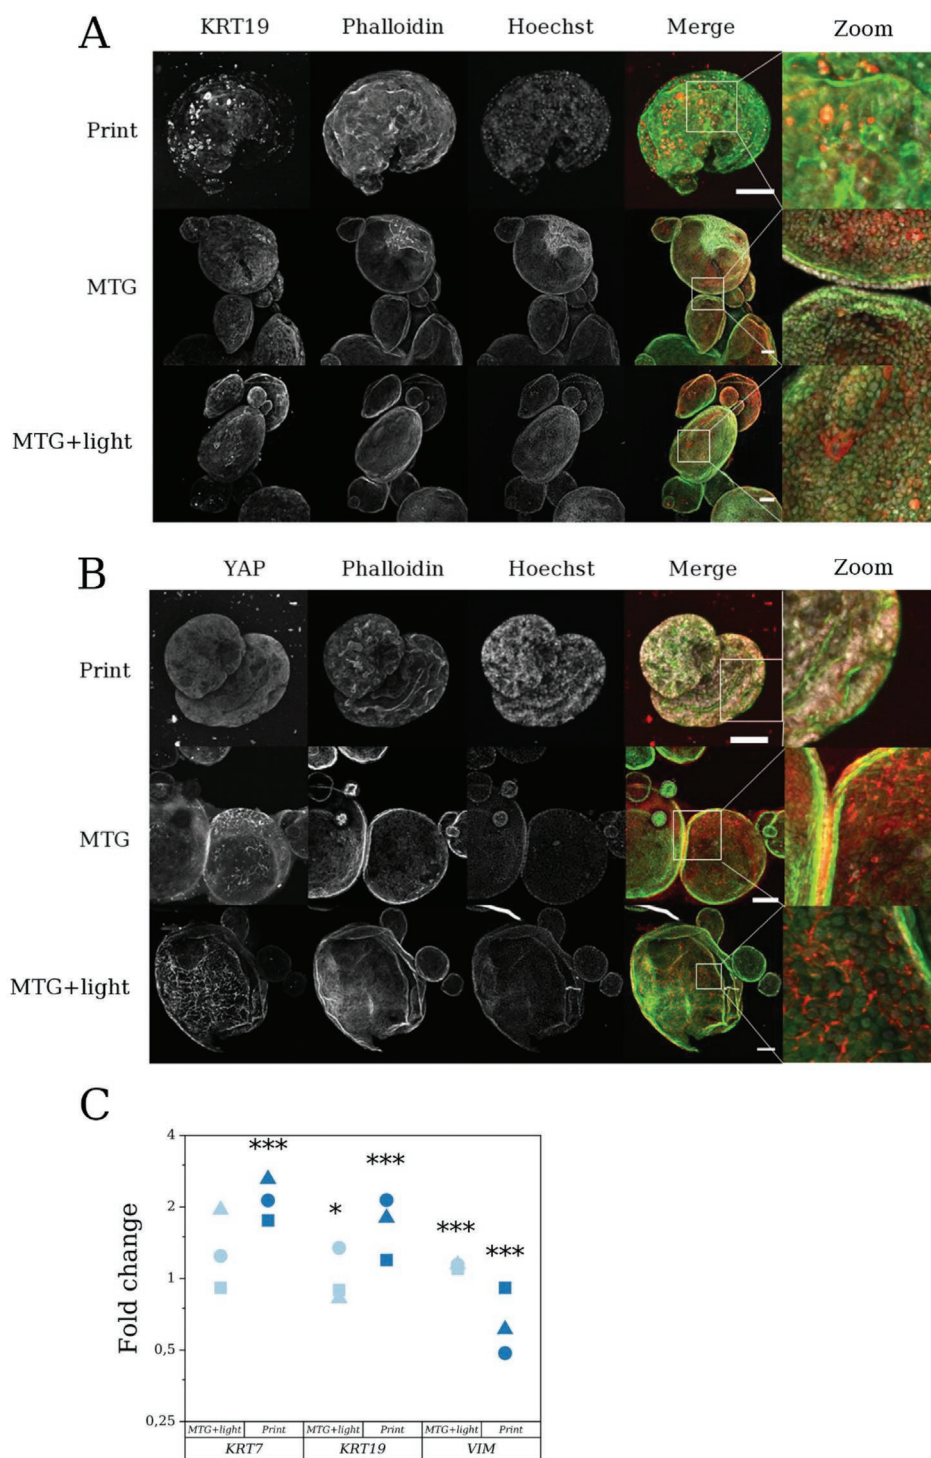 A
KRT19 Phalloidin Hoechst Merge Zoom
Print
MTG
MTG+light
B
YAP Phalloidin Hoechst Merge Zoom
Print
MTG
MTG+light
C
Fold change
4
2
1
0,5
0,25
***
*
***
***
***
MTG+light Print MTG+light Print MTG+light Print
KRT7 KRT19 VIM